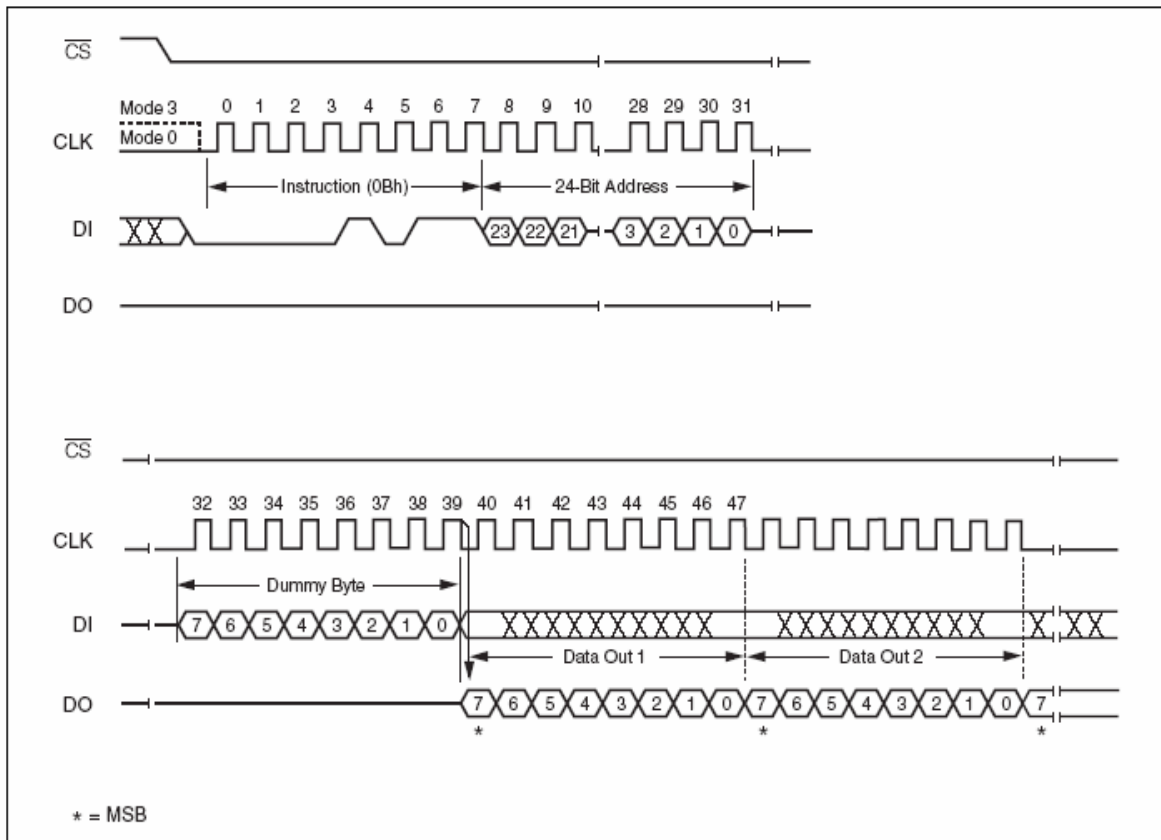 CS
Mode 3 0 1 2 3 4 5 6 7 8 9 10 28 29 30 31
CLK Mode 0
Instruction (0Bh) 24-Bit Address
DI 23 22 21 3 2 1 0
DO
CS
32 33 34 35 36 37 38 39 40 41 42 43 44 45 46 47
CLK
Dummy Byte
DI 7 6 5 4 3 2 1 0
Data Out 1 Data Out 2
DO 7 6 5 4 3 2 1 0 7 6 5 4 3 2 1 0 7
* * *
* = MSB